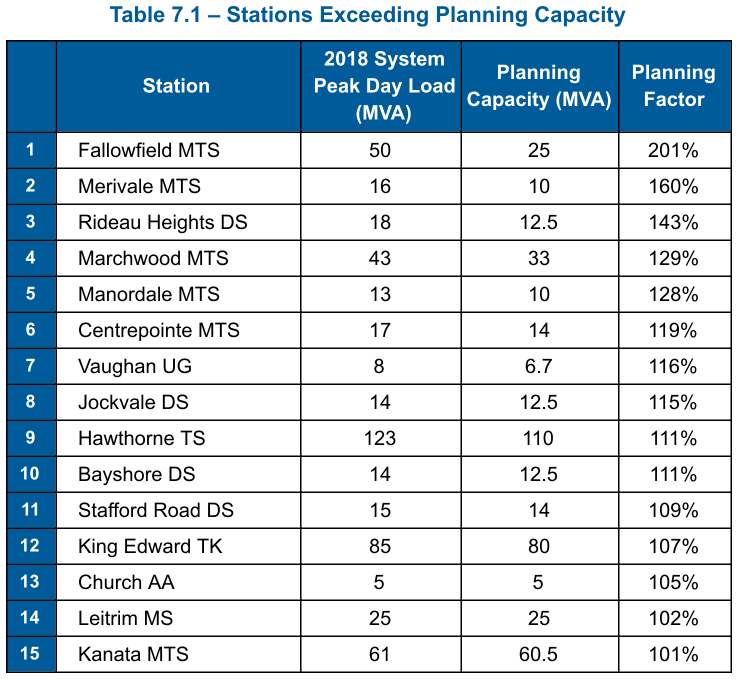 Table 7.1 – Stations Exceeding Planning Capacity
Station 2018 System Peak Day Load (MVA) Planning Capacity (MVA) Planning Factor
1 Fallowfield MTS 50 25 201%
2 Merivale MTS 16 10 160%
3 Rideau Heights DS 18 12.5 143%
4 Marchwood MTS 43 33 129%
5 Manordale MTS 13 10 128%
6 Centrepointe MTS 17 14 119%
7 Vaughan UG 8 6.7 116%
8 Jockvale DS 14 12.5 115%
9 Hawthorne TS 123 110 111%
10 Bayshore DS 14 12.5 111%
11 Stafford Road DS 15 14 109%
12 King Edward TK 85 80 107%
13 Church AA 5 5 105%
14 Leitrim MS 25 25 102%
15 Kanata MTS 61 60.5 101%